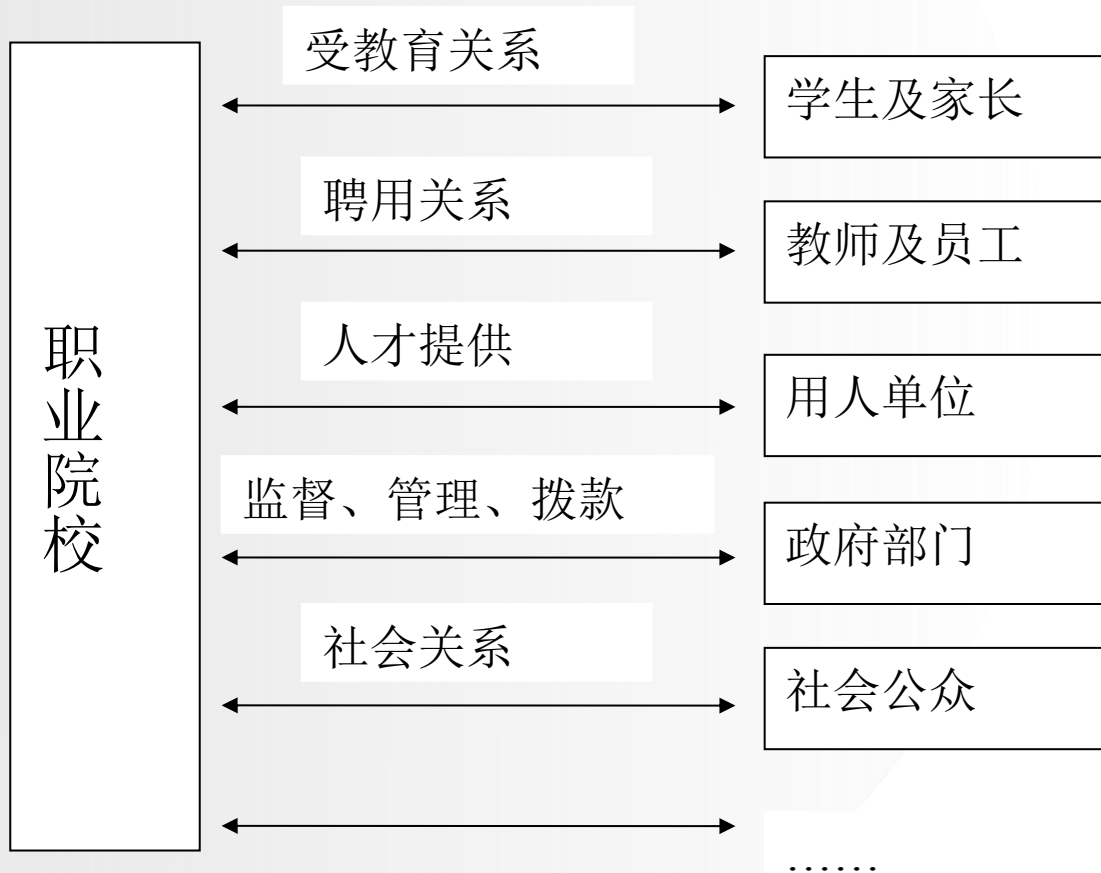 职业院校
受教育关系
学生及家长
聘用关系
教师及员工
人才提供
用人单位
监督、管理、拨款
政府部门
社会关系
社会公众
……